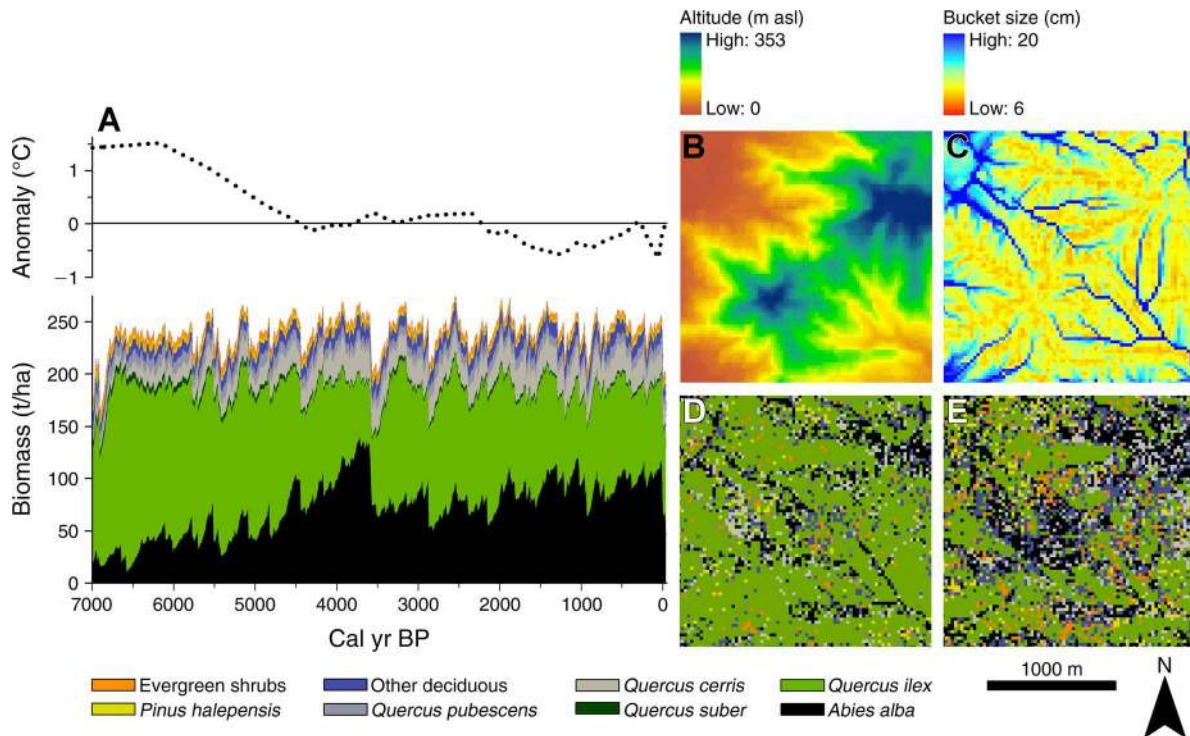 Altitude (m asl)
High: 353
Low: 0
Bucket size (cm)
High: 20
Low: 6
A
Anomaly (°C)
1
0
−1
Biomass (t/ha)
250
200
150
100
50
0
7000 6000 5000 4000 3000 2000 1000 0
Cal yr BP
B
C
D
E
Evergreen shrubs
Other deciduous
Quercus cerris
Quercus ilex
Pinus halepensis
Quercus pubescens
Quercus suber
Abies alba
1000 m
N